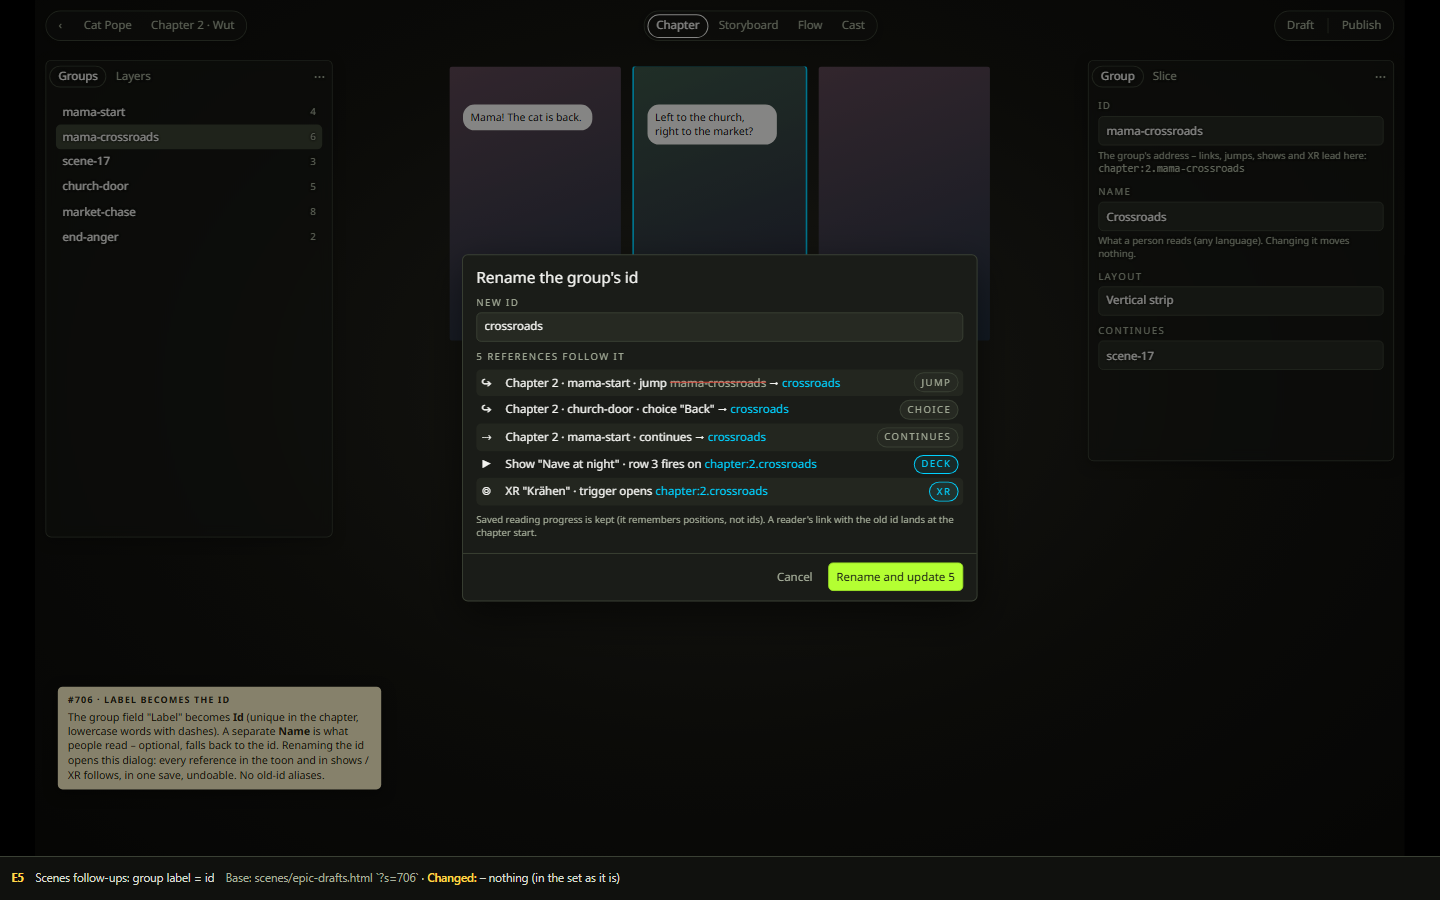 ‹ Cat Pope Chapter 2 · Wut
Chapter Storyboard Flow Cast
Draft Publish
Groups Layers ···
mama-start 4
mama-crossroads 6
scene-17 3
church-door 5
market-chase 8
end-anger 2
Mama! The cat is back.
Left to the church,
right to the market?
Group Slice ···
ID
mama-crossroads
The group's address – links, jumps, shows and XR lead here:
chapter:2.mama-crossroads
NAME
Crossroads
What a person reads (any language). Changing it moves
nothing.
LAYOUT
Vertical strip
CONTINUES
scene-17
Rename the group's id
NEW ID
crossroads
5 REFERENCES FOLLOW IT
↪ Chapter 2 · mama-start · jump mama-crossroads → crossroads JUMP
↪ Chapter 2 · church-door · choice "Back" → crossroads CHOICE
→ Chapter 2 · mama-start · continues → crossroads CONTINUES
▶ Show "Nave at night" · row 3 fires on chapter:2.crossroads DECK
⊚ XR "Krähen" · trigger opens chapter:2.crossroads XR
Saved reading progress is kept (it remembers positions, not ids). A reader's link with the old id lands at the
chapter start.
Cancel Rename and update 5
#706 · LABEL BECOMES THE ID
The group field "Label" becomes Id (unique in the chapter,
lowercase words with dashes). A separate Name is what
people read – optional, falls back to the id. Renaming the id
opens this dialog: every reference in the toon and in shows /
XR follows, in one save, undoable. No old-id aliases.
E5 Scenes follow-ups: group label = id Base: scenes/epic-drafts.html `?s=706` · Changed: – nothing (in the set as it is)